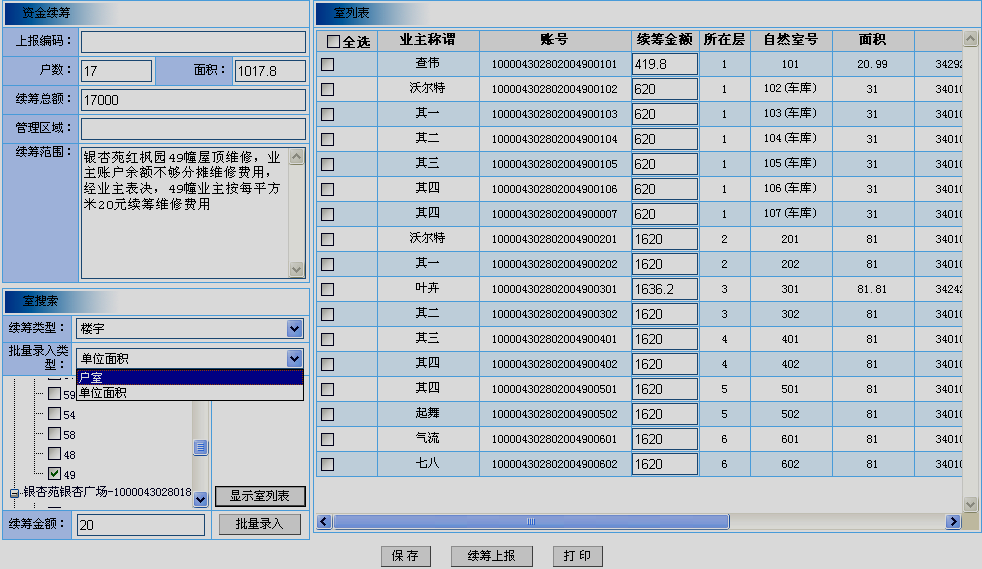 资金续筹
上报编码：
户数： 17 面积： 1017.8
续筹总额： 17000
管理区域：
续筹范围： 银杏苑红枫园49幢屋顶维修，业
主账户余额不够分摊维修费用，
经业主表决，49幢业主按每平方
米20元续筹维修费用
室搜索
续筹类型： 楼宇
批量录入类
型： 单位面积
户室
单位面积
59
54
58
48
49
银杏苑银杏广场-1000043028018
显示室列表
续筹金额： 20 批量录入
室列表
全选 业主称谓 账号 续筹金额 所在层 自然室号 面积
查伟 100004302802004900101 419.8 1 101 20.99 34292
沃尔特 100004302802004900102 620 1 102(车库) 31 34010
其一 100004302802004900103 620 1 103(车库) 31 34010
其二 100004302802004900104 620 1 104(车库) 31 34010
其三 100004302802004900105 620 1 105(车库) 31 34010
其四 100004302802004900106 620 1 106(车库) 31 34010
其四 100004302802004900007 620 1 107(车库) 31 34010
沃尔特 100004302802004900201 1620 2 201 81 34010
其一 100004302802004900202 1620 2 202 81 34010
叶卉 100004302802004900301 1636.2 3 301 81.81 34242
其二 100004302802004900302 1620 3 302 81 34010
其三 100004302802004900401 1620 4 401 81 34010
其四 100004302802004900402 1620 4 402 81 34010
其四 100004302802004900501 1620 5 501 81 34010
起舞 100004302802004900502 1620 5 502 81 34010
气流 100004302802004900601 1620 6 601 81 34010
七八 100004302802004900602 1620 6 602 81 34010
保存 续筹上报 打印